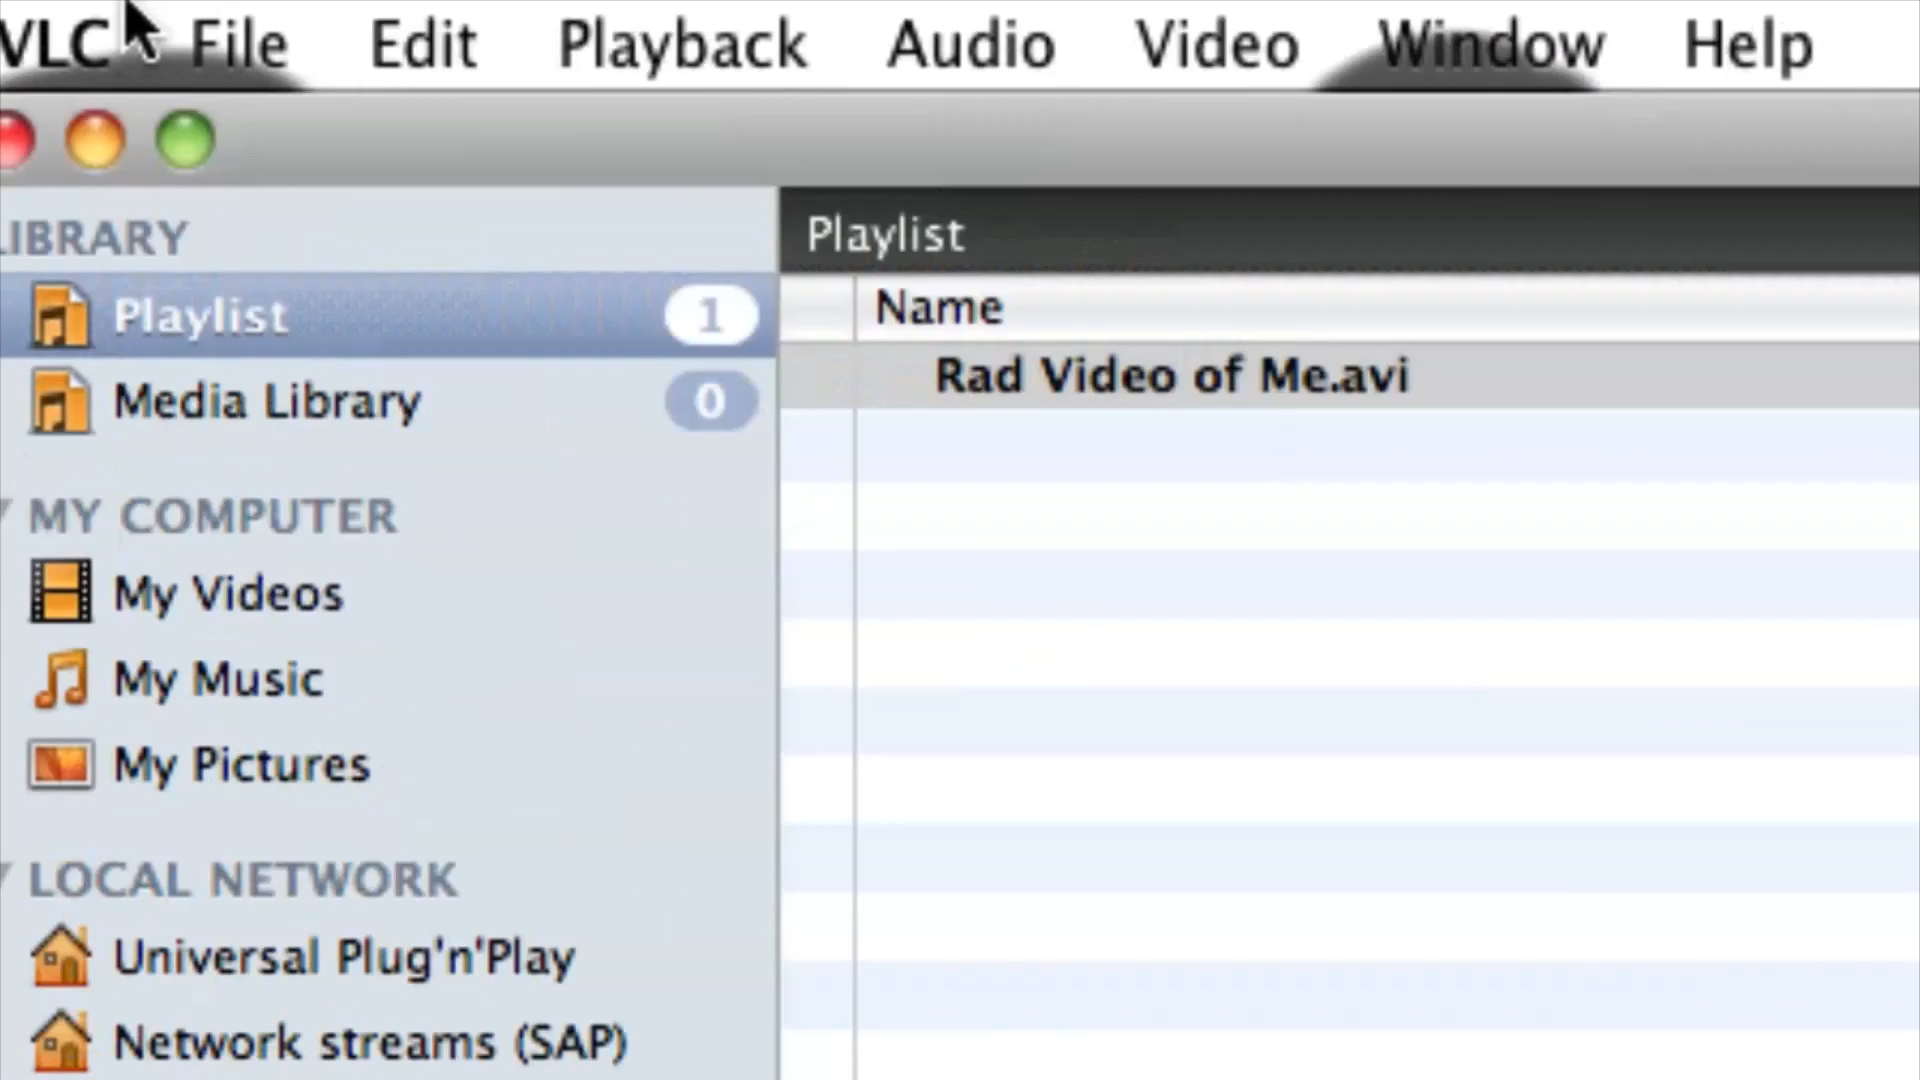 VLC File Edit Playback Audio Video Window Help
LIBRARY
Playlist 1
Media Library 0
MY COMPUTER
My Videos
My Music
My Pictures
LOCAL NETWORK
Universal Plug'n'Play
Network streams (SAP)
Playlist
Name
Rad Video of Me.avi